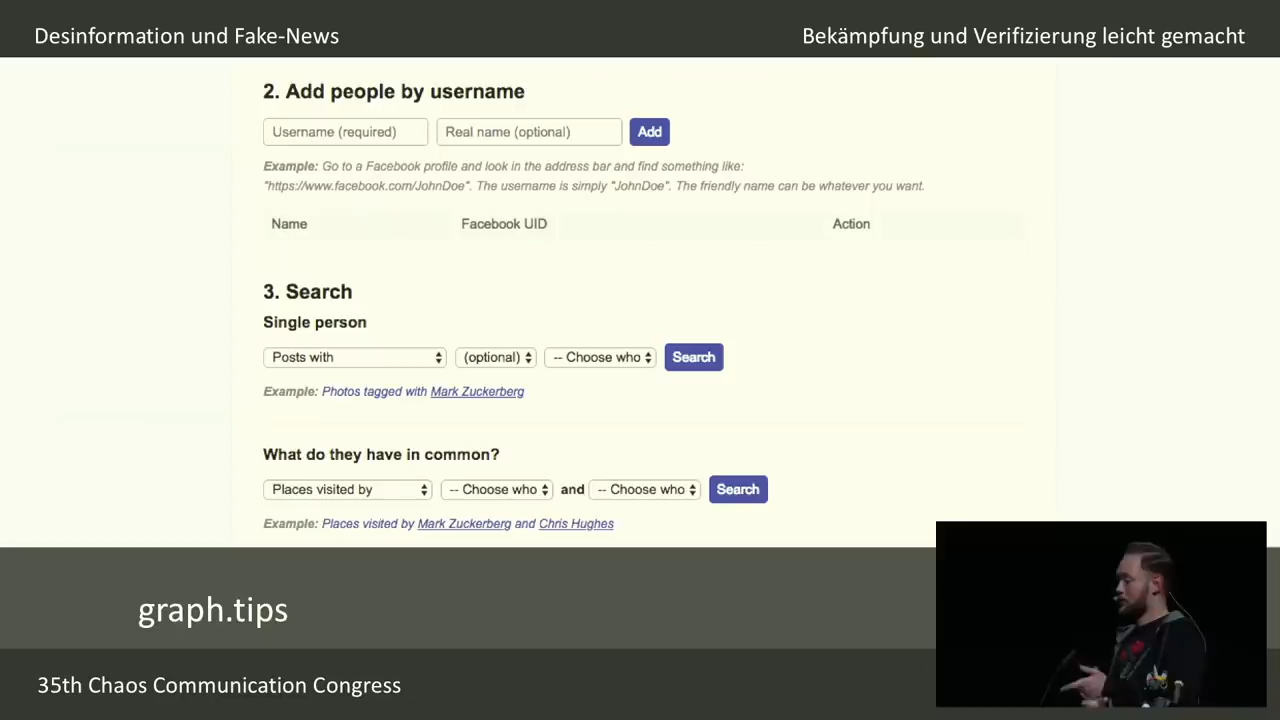 Desinformation und Fake-News
Bekämpfung und Verifizierung leicht gemacht
2. Add people by username
Username (required)
Real name (optional)
Add
Example: Go to a Facebook profile and look in the address bar and find something like:
"https://www.facebook.com/JohnDoe". The username is simply "JohnDoe". The friendly name can be whatever you want.
Name
Facebook UID
Action
3. Search
Single person
Posts with
(optional)
-- Choose who
Search
Example: Photos tagged with Mark Zuckerberg
What do they have in common?
Places visited by
-- Choose who
and
-- Choose who
Search
Example: Places visited by Mark Zuckerberg and Chris Hughes
graph.tips
35th Chaos Communication Congress